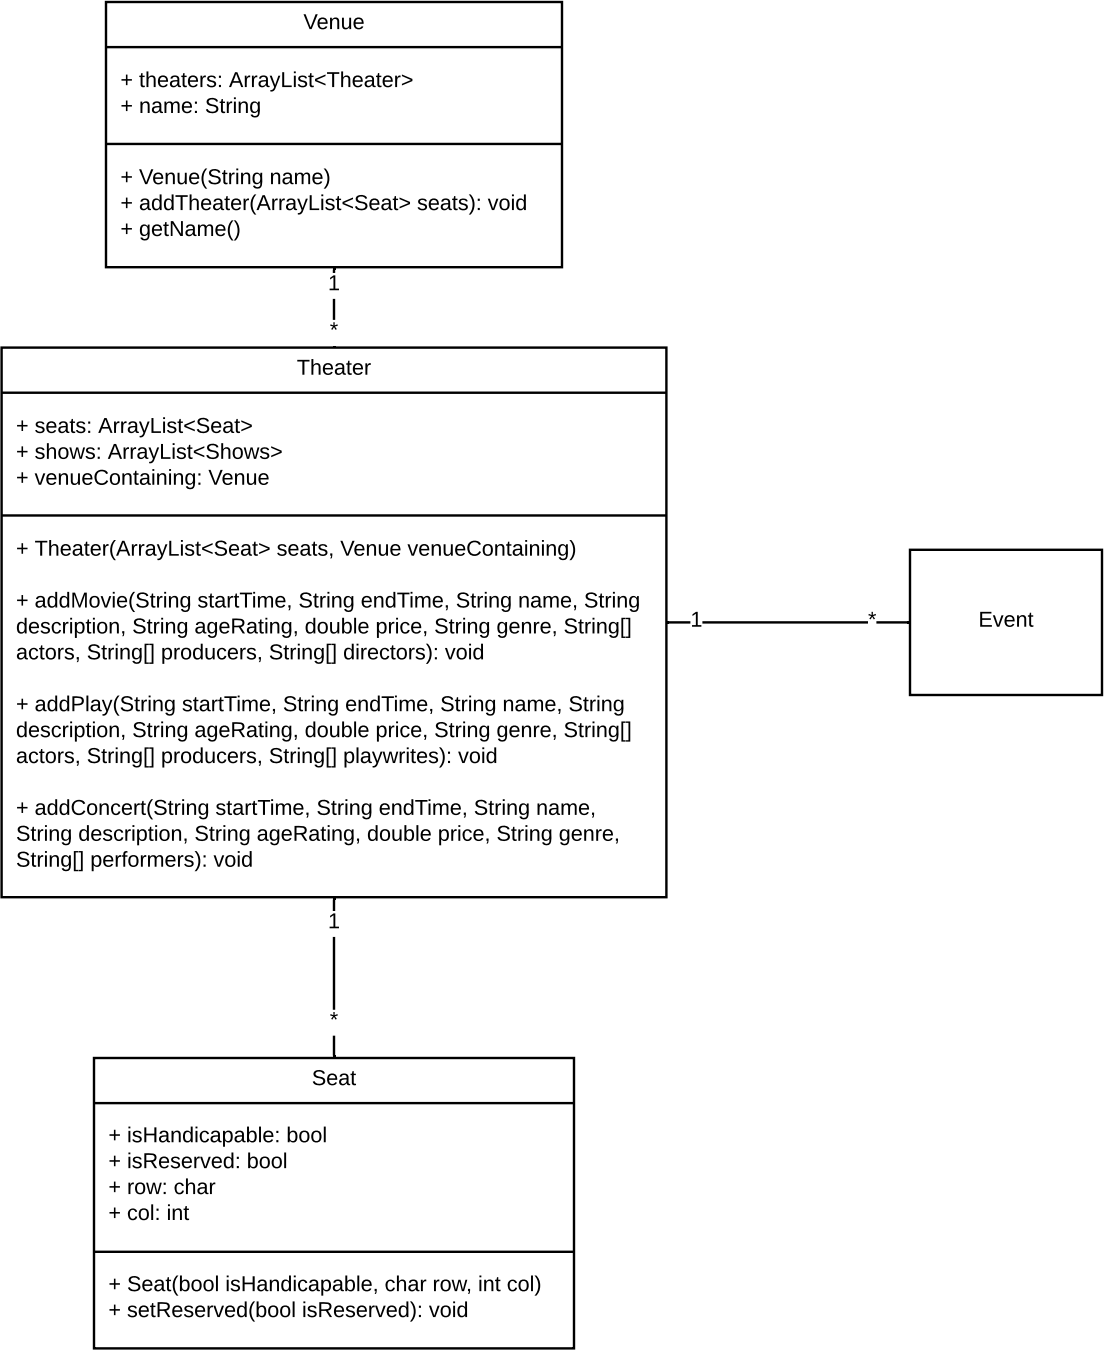 Venue
+ theaters: ArrayList<Theater>
+ name: String
+ Venue(String name)
+ addTheater(ArrayList<Seat> seats): void
+ getName()
1
*
Theater
+ seats: ArrayList<Seat>
+ shows: ArrayList<Shows>
+ venueContaining: Venue
+ Theater(ArrayList<Seat> seats, Venue venueContaining)
+ addMovie(String startTime, String endTime, String name, String
description, String ageRating, double price, String genre, String[]
actors, String[] producers, String[] directors): void
+ addPlay(String startTime, String endTime, String name, String
description, String ageRating, double price, String genre, String[]
actors, String[] producers, String[] playwrites): void
+ addConcert(String startTime, String endTime, String name,
String description, String ageRating, double price, String genre,
String[] performers): void
1
*
Event
1
*
Seat
+ isHandicapable: bool
+ isReserved: bool
+ row: char
+ col: int
+ Seat(bool isHandicapable, char row, int col)
+ setReserved(bool isReserved): void